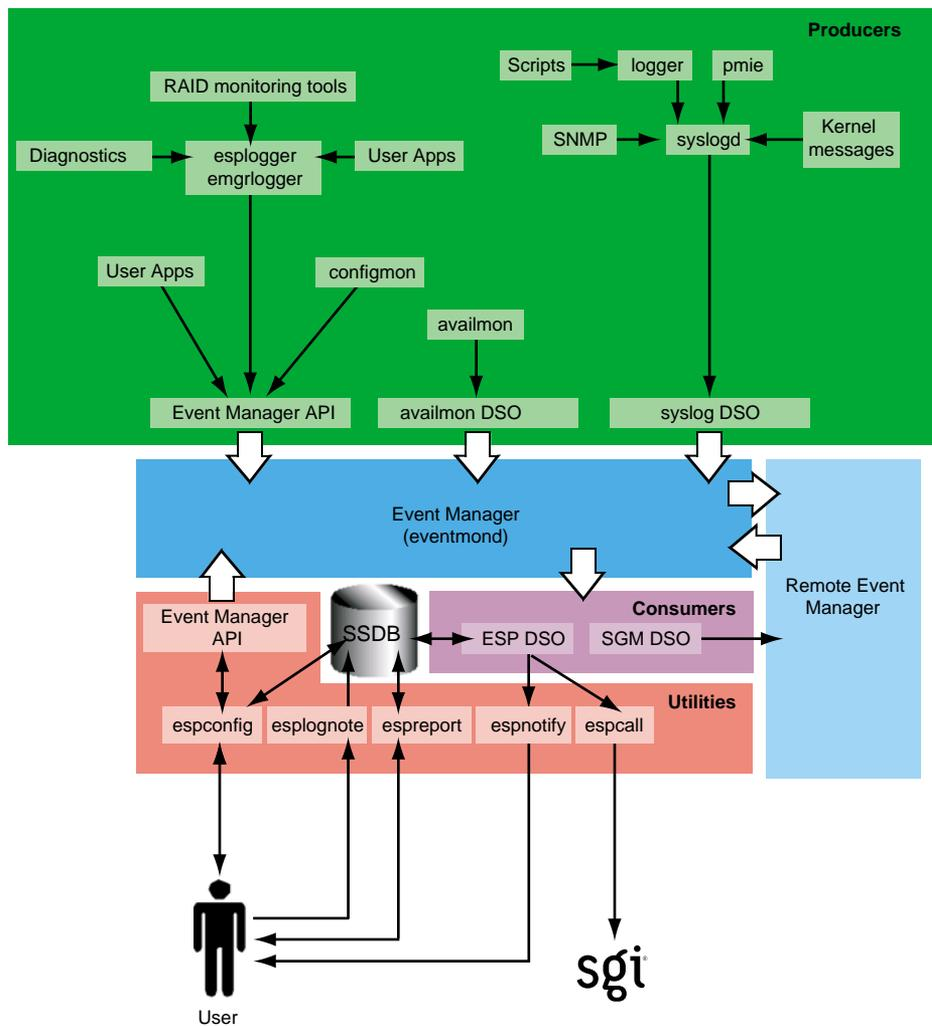 Producers
Scripts
logger
pmie
RAID monitoring tools
SNMP
syslogd
Kernel
messages
Diagnostics
esplogger
emgrlogger
User Apps
User Apps
configmon
availmon
Event Manager API
availmon DSO
syslog DSO
Event Manager
(eventmond)
Remote Event
Manager
Event Manager
API
SSDB
Consumers
ESP DSO
SGM DSO
Utilities
espconfig
esplognote
espreport
espnotify
espcall
sgi
User